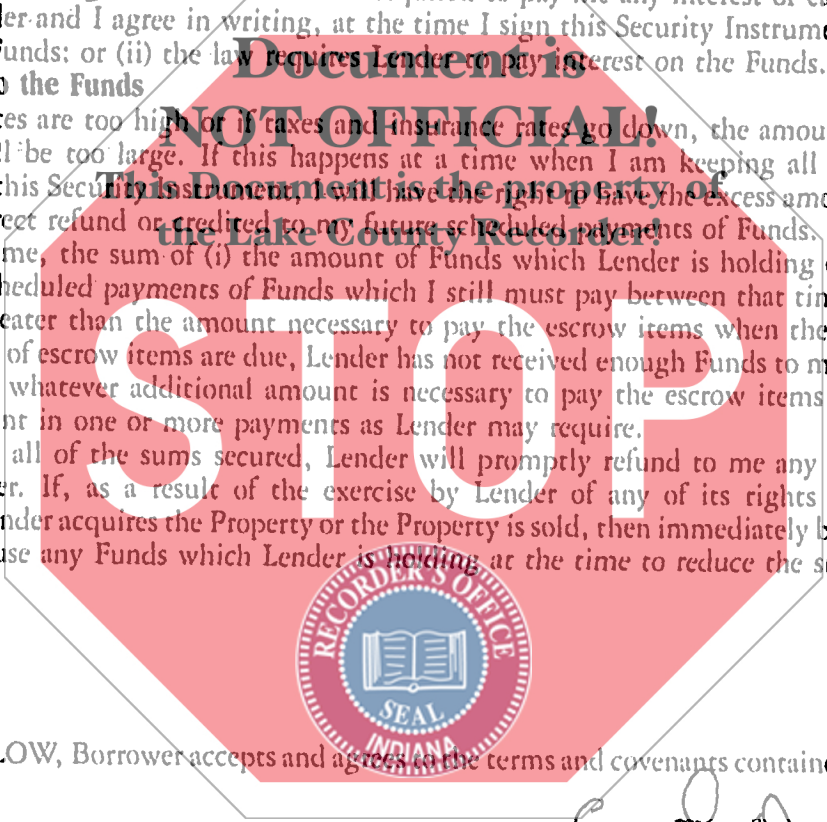 er and I agree in writing, at the time I sign this Security Instrume
unds: or (ii) the law requires Lender to pay interest on the Funds.
the Funds
es are too high or if taxes and insurance rates go down, the amou
l be too large. If this happens at a time when I am keeping all
this Security Instrument, I will have the right to have the excess amo
rect refund or credited to my future scheduled payments of Funds.
me, the sum of (i) the amount of Funds which Lender is holding
heduled payments of Funds which I still must pay between that tim
eater than the amount necessary to pay the escrow items when the
of escrow items are due, Lender has not received enough Funds to m
whatever additional amount is necessary to pay the escrow items
nt in one or more payments as Lender may require.
all of the sums secured, Lender will promptly refund to me any
er. If, as a result of the exercise by Lender of any of its rights
nder acquires the Property or the Property is sold, then immediately b
use any Funds which Lender is holding at the time to reduce the s
LOW, Borrower accepts and agrees to the terms and covenants contain
Document is
NOT OFFICIAL!
This Document is the property of
the Lake County Recorder!
STOP
RECORDER'S OFFICE
SEAL
INDIANA